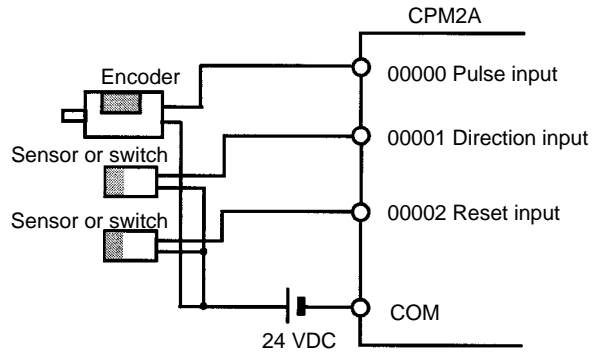 CPM2A
Encoder
00000 Pulse input
00001 Direction input
Sensor or switch
Sensor or switch
00002 Reset input
COM
24 VDC